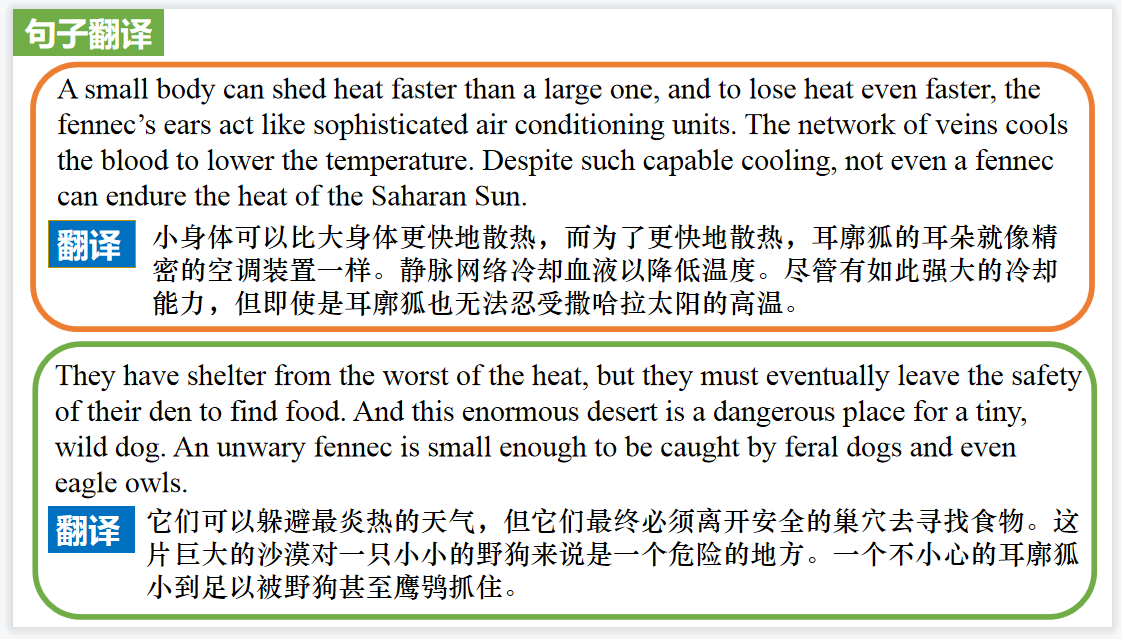 句子翻译
A small body can shed heat faster than a large one, and to lose heat even faster, the
fennec’s ears act like sophisticated air conditioning units. The network of veins cools
the blood to lower the temperature. Despite such capable cooling, not even a fennec
can endure the heat of the Saharan Sun.
翻译
小身体可以比大身体更快地散热，而为了更快地散热，耳廓狐的耳朵就像精
密的空调装置一样。静脉网络冷却血液以降低温度。尽管有如此强大的冷却
能力，但即使是耳廓狐也无法忍受撒哈拉太阳的高温。
They have shelter from the worst of the heat, but they must eventually leave the safety
of their den to find food. And this enormous desert is a dangerous place for a tiny,
wild dog. An unwary fennec is small enough to be caught by feral dogs and even
eagle owls.
翻译
它们可以躲避最炎热的天气，但它们最终必须离开安全的巢穴去寻找食物。这
片巨大的沙漠对一只小小的野狗来说是一个危险的地方。一个不小心的耳廓狐
小到足以被野狗甚至鹰鸮抓住。